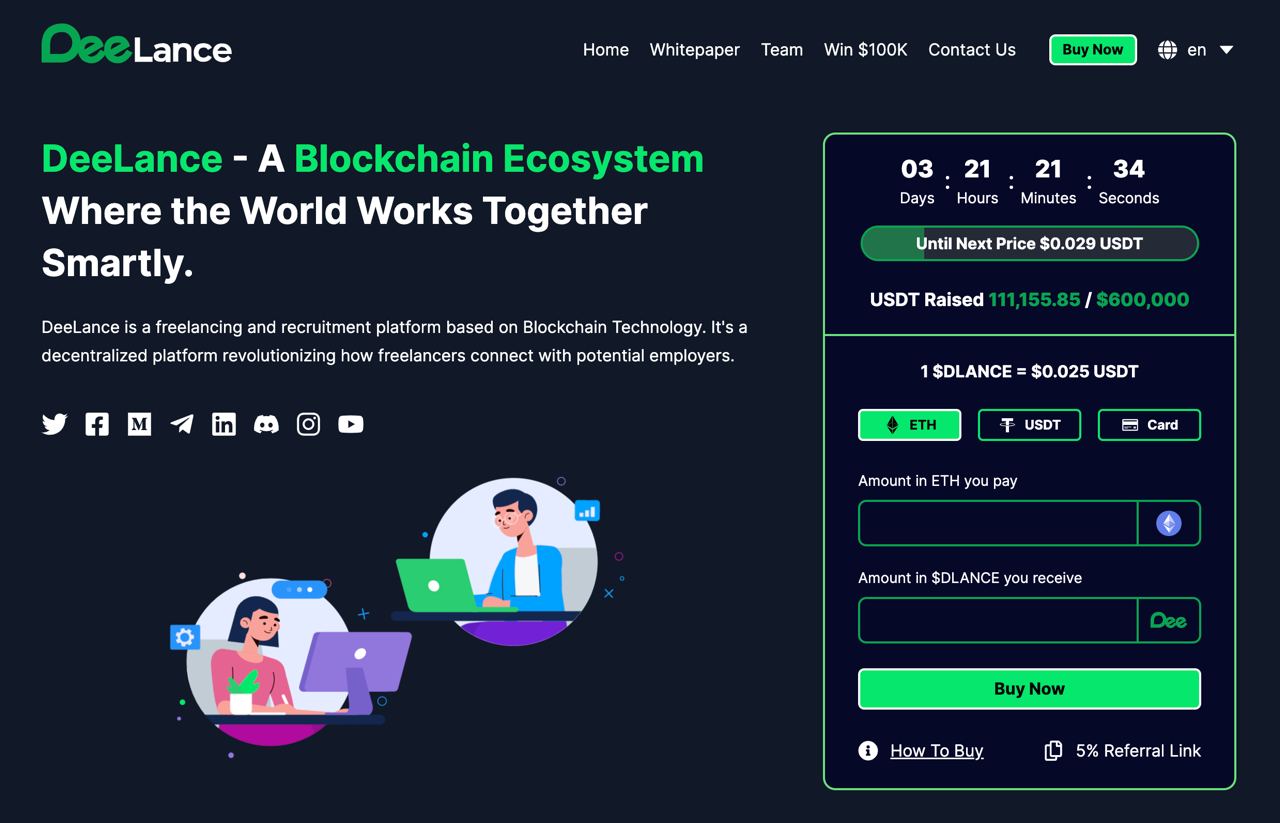 DeeLance
Home Whitepaper Team Win $100K Contact Us Buy Now en
DeeLance - A Blockchain Ecosystem
Where the World Works Together
Smartly.
DeeLance is a freelancing and recruitment platform based on Blockchain Technology. It's a
decentralized platform revolutionizing how freelancers connect with potential employers.
M
03 : 21 : 21 : 34
Days Hours Minutes Seconds
Until Next Price $0.029 USDT
USDT Raised 111,155.85 / $600,000
1 $DLANCE = $0.025 USDT
ETH USDT Card
Amount in ETH you pay
Amount in $DLANCE you receive
Dee
Buy Now
How To Buy 5% Referral Link